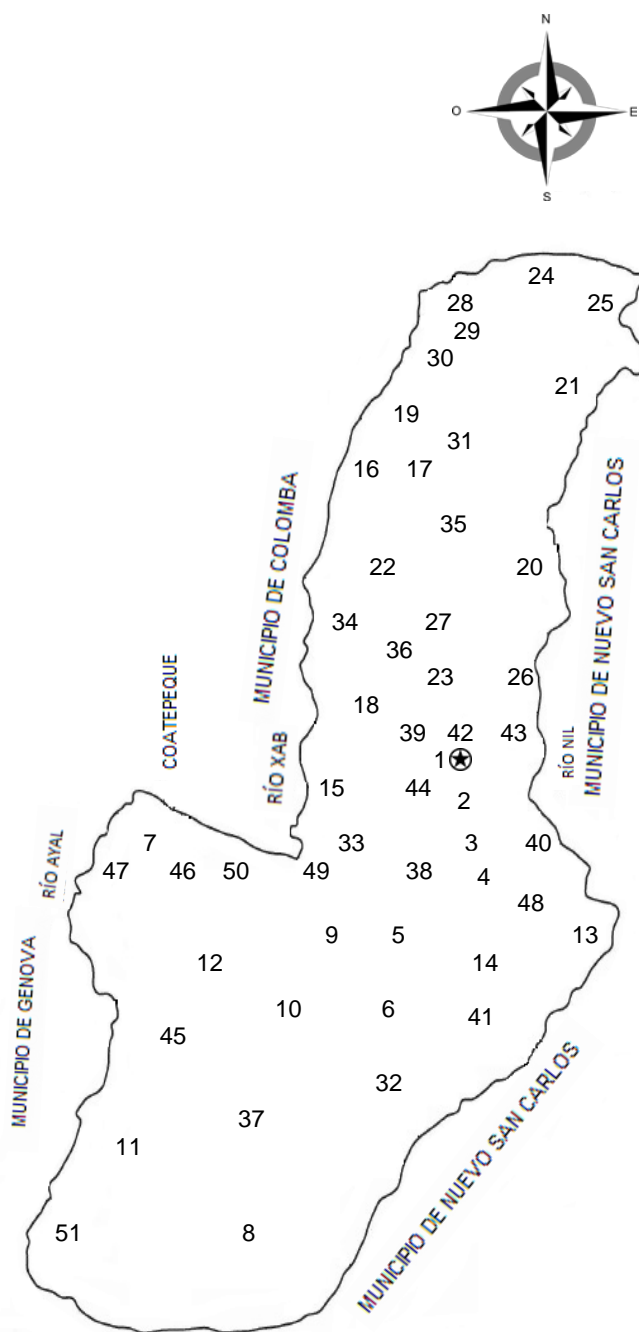 N
O E
S
24
28 25
29
30
21
19
31
16 17
35
22 20
34 27
36
23 26
18
39 42 43
1
15 44 2
7 33 3 40
47 46 50 49 38 4
48
9 5 13
12 14
10 6 41
45
32
37
11
51 8
MUNICIPIO DE COLOMBA
MUNICIPIO DE NUEVO SAN CARLOS
COATEPEQUE
RÍO XAB
RÍO NIL
RÍO AYAL
MUNICIPIO DE GENOVA
MUNICIPIO DE NUEVO SAN CARLOS